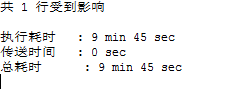 共 1 行受到影响
执行耗时   : 9 min 45 sec
传送时间   : 0 sec
总耗时      : 9 min 45 sec